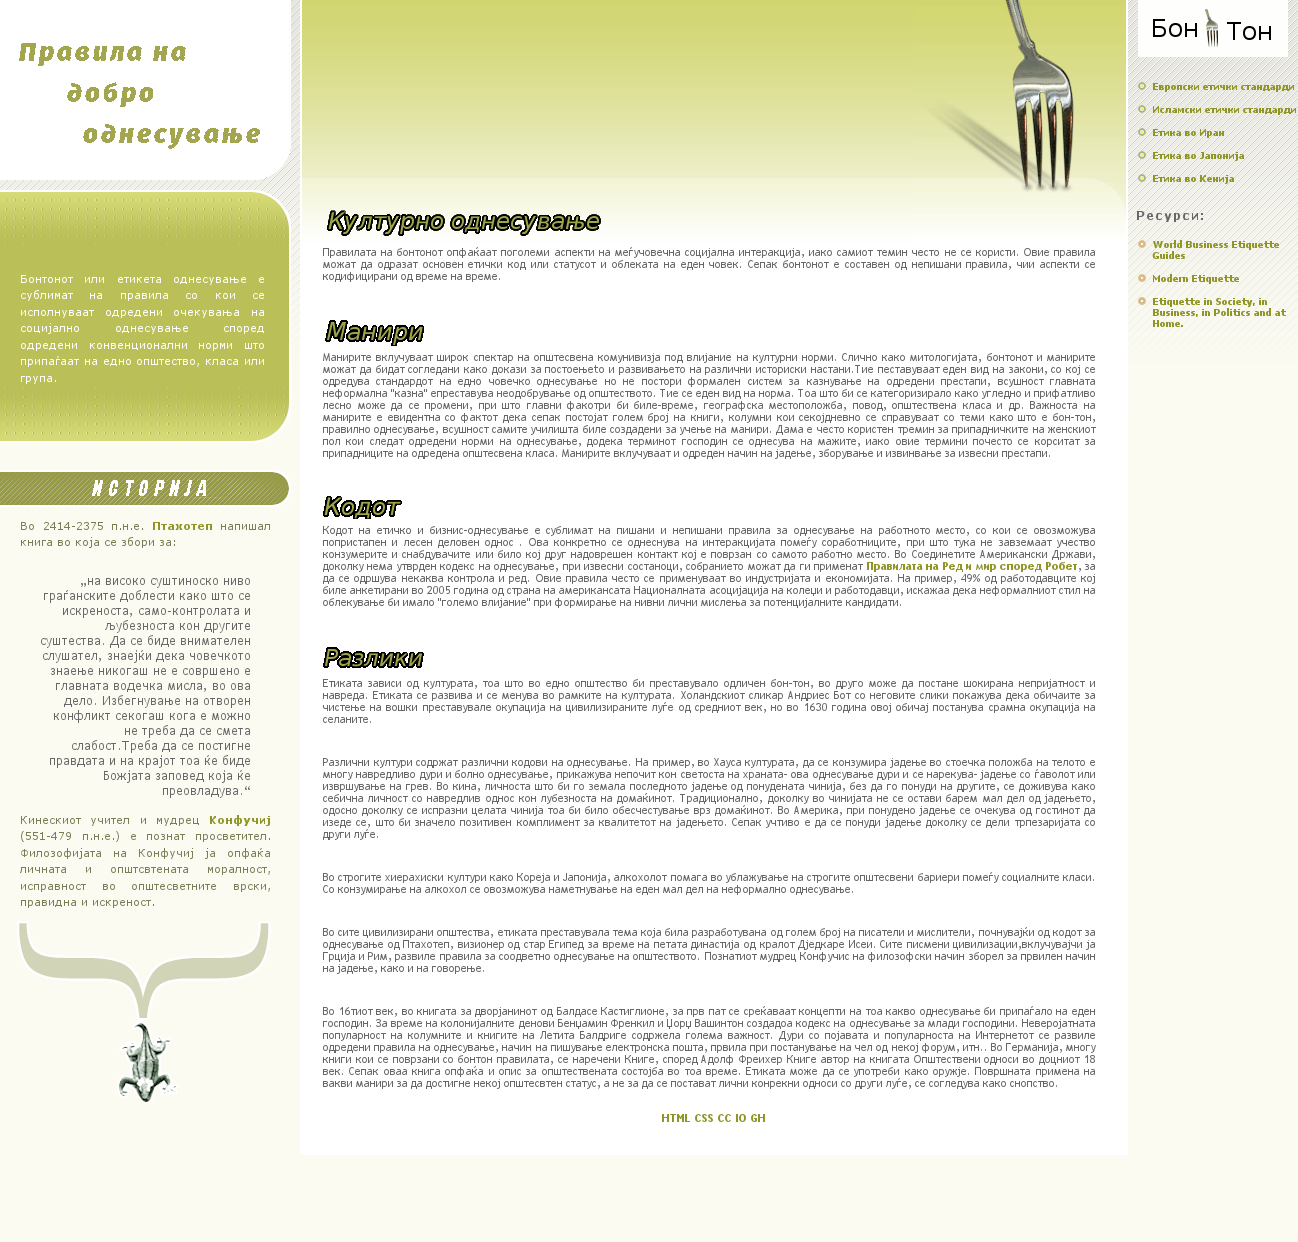 Правила на
добро
однесување
Бонтонот или етикета однесување е
сублимат на правила со кои се
исполнуваат одредени очекувања на
социјално однесување според
одредени конвенционални норми што
припаѓаат на едно општество, класа или
група.
ИСТОРИЈА
Во 2414-2375 п.н.е. Птахотеп напишал
книга во која се збори за:
„на високо суштиноско ниво
граѓанските доблести како што се
искреноста, само-контролата и
љубезноста кон другите
суштества. Да се биде внимателен
слушател, знаејќи дека човечкото
знаење никогаш не е совршено е
главната водечка мисла, во ова
дело. Избегнување на отворен
конфликт секогаш кога е можно
не треба да се смета
слабост.Треба да се постигне
правдата и на крајот тоа ќе биде
Божјата заповед која ќе
преовладува.“
Кинескиот учител и мудрец Конфучиј
(551-479 п.н.е.) е познат просветител.
Филозофијата на Конфучиј ја опфаќа
личната и општсвтената моралност,
исправност во општесветните врски,
правидна и искреност.
Културно однесување
Правилата на бонтонот опфаќаат поголеми аспекти на меѓучовечна социјална интеракција, иако самиот темин често не се користи. Овие правила
можат да одразат основен етички код или статусот и облеката на еден човек. Сепак бонтонот е составен од непишани правила, чии аспекти се
кодифицирани од време на време.
Манири
Манирите вклучуваат широк спектар на општесвена комунивизја под влијание на културни норми. Слично како митологијата, бонтонот и манирите
можат да бидат согледани како докази за постоењеto и развивањето на различни историски настани.Тие пеставуваат еден вид на закони, со кој се
одредува стандардот на едно човечко однесување но не постори формален систем за казнување на одредени престапи, всушност главната
неформална "казна" епреставува неодобрување од општеството. Тие се еден вид на норма. Тоа што би се категоризирало како угледно и прифатливо
лесно може да се промени, при што главни факотри би биле-време, географска местоположба, повод, општествена класа и др. Важноста на
манирите е евидентна со фактот дека сепак постојат голем број на книги, колумни кои секојдневно се справуваат со теми како што е бон-тон,
правилно однесување, всушност самите училишта биле создадени за учење на манири. Дама е често користен тремин за припадничките на женскиот
пол кои следат одредени норми на однесување, додека терминот господин се однесува на мажите, иако овие термини почесто се корситат за
припадниците на одредена општесвена класа. Манирите вклучуваат и одреден начин на јадење, зборување и извинвање за извесни престапи.
Кодот
Кодот на етичко и бизнис-однесување е сублимат на пишани и непишани правила за однесување на работното место, со кои се овозможува
попристапен и лесен деловен однос . Ова конкретно се однеснува на интеракцијата помеѓу соработниците, при што тука не завземаат учество
конзумерите и снабдувачите или било кој друг надоврешен контакт кој е поврзан со самото работно место. Во Соединетите Американски Држави,
доколку нема утврден кодекс на однесување, при извесни состаноци, собранието можат да ги применат Правилата на Ред и мир според Робет, за
да се одршува некаква контрола и ред. Овие правила често се применуваат во индустријата и економијата. На пример, 49% од работодавците кој
биле анкетирани во 2005 година од страна на американсата Националната асоцијација на колеџи и работодавци, искажаа дека неформалниот стил на
облекување би имало "големо влијание" при формирање на нивни лични мислења за потенцијалните кандидати.
Разлики
Етиката зависи од културата, тоа што во едно општество би преставувало одличен бон-тон, во друго може да постане шокирана непријатност и
навреда. Етиката се развива и се менува во рамките на културата. Холандскиот сликар Андриес Бот со неговите слики покажува дека обичаите за
чистење на вошки преставувале окупација на цивилизираните луѓе од средниот век, но во 1630 година овој обичај постанува срамна окупација на
селаните.
Различни култури содржат различни кодови на однесување. На пример, во Хауса културата, да се конзумира јадење во стоечка положба на телото е
многу навредливо дури и болно однесување, прикажува непочит кон светоста на храната- ова однесување дури и се нарекува- јадење со ѓаволот или
извршување на грев. Во кина, личноста што би го земала последното јадење од понудената чинија, без да го понуди на другите, се доживува како
себична личност со навредлив однос кон лубезноста на домаќинот. Традиционално, доколку во чинијата не се остави барем мал дел од јадењето,
односно доколку се испразни целата чинија тоа би било обесчестување врз домаќинот. Во Америка, при понудено јадење се очекува од гостинот да
изеде се, што би значело позитивен комплимент за квалитетот на јадењето. Сепак учтиво е да се понуди јадење доколку се дели трпезаријата со
други луѓе.
Во строгите хиерахиски култури како Кореја и Јапонија, алкохолот помага во ублажување на строгите општесвени бариери помеѓу социалните класи.
Со конзумирање на алкохол се овозможува наметнување на еден мал дел на неформално однесување.
Во сите цивилизирани општества, етиката преставувала тема која била разработувана од голем број на писатели и мислители, почнувајќи од кодот за
однесување од Птахотеп, визионер од стар Египед за време на петата династија од кралот Дједкаре Исеи. Сите писмени цивилизации,вклучувајчи ја
Грција и Рим, развиле правила за соодветно однесување на општеството. Познатиот мудрец Конфучис на филозофски начин зборел за првилен начин
на јадење, како и на говорење.
Во 16тиот век, во книгата за дворјанинот од Балдасе Кастиглионе, за прв пат се среќаваат концепти на тоа какво однесување би припаѓало на еден
господин. За време на колонијалните денови Бенџамин Френкил и Џорџ Вашинтон создадоа кодекс на однесување за млади господини. Неверојатната
популарност на колумните и книгите на Летита Балдриге содржела голема важност. Дури со појавата и популарноста на Интернетот се развиле
одредени правила на однесување, начин на пишување електронска пошта, првила при постанување на чел од некој форум, итн.. Во Германија, многу
книги кои се поврзани со бонтон правилата, се наречени Книге, според Адолф Фреихер Книге автор на книгата Општествени односи во доцниот 18
век. Сепак оваа книга опфаќа и опис за општествената состојба во тоа време. Етиката може да се употреби како оружје. Површната примена на
вакви манири за да достигне некој општесвтен статус, а не за да се постават лични конрекни односи со други луѓе, се согледува како снопство.
HTML CSS CC IO GH
Бон Тон
Европски етички стандарди
Исламски етички стандарди
Етика во Иран
Етика во Јапонија
Етика во Кенија
Ресурси:
World Business Etiquette
Guides
Modern Etiquette
Etiquette in Society, in
Business, in Politics and at
Home.